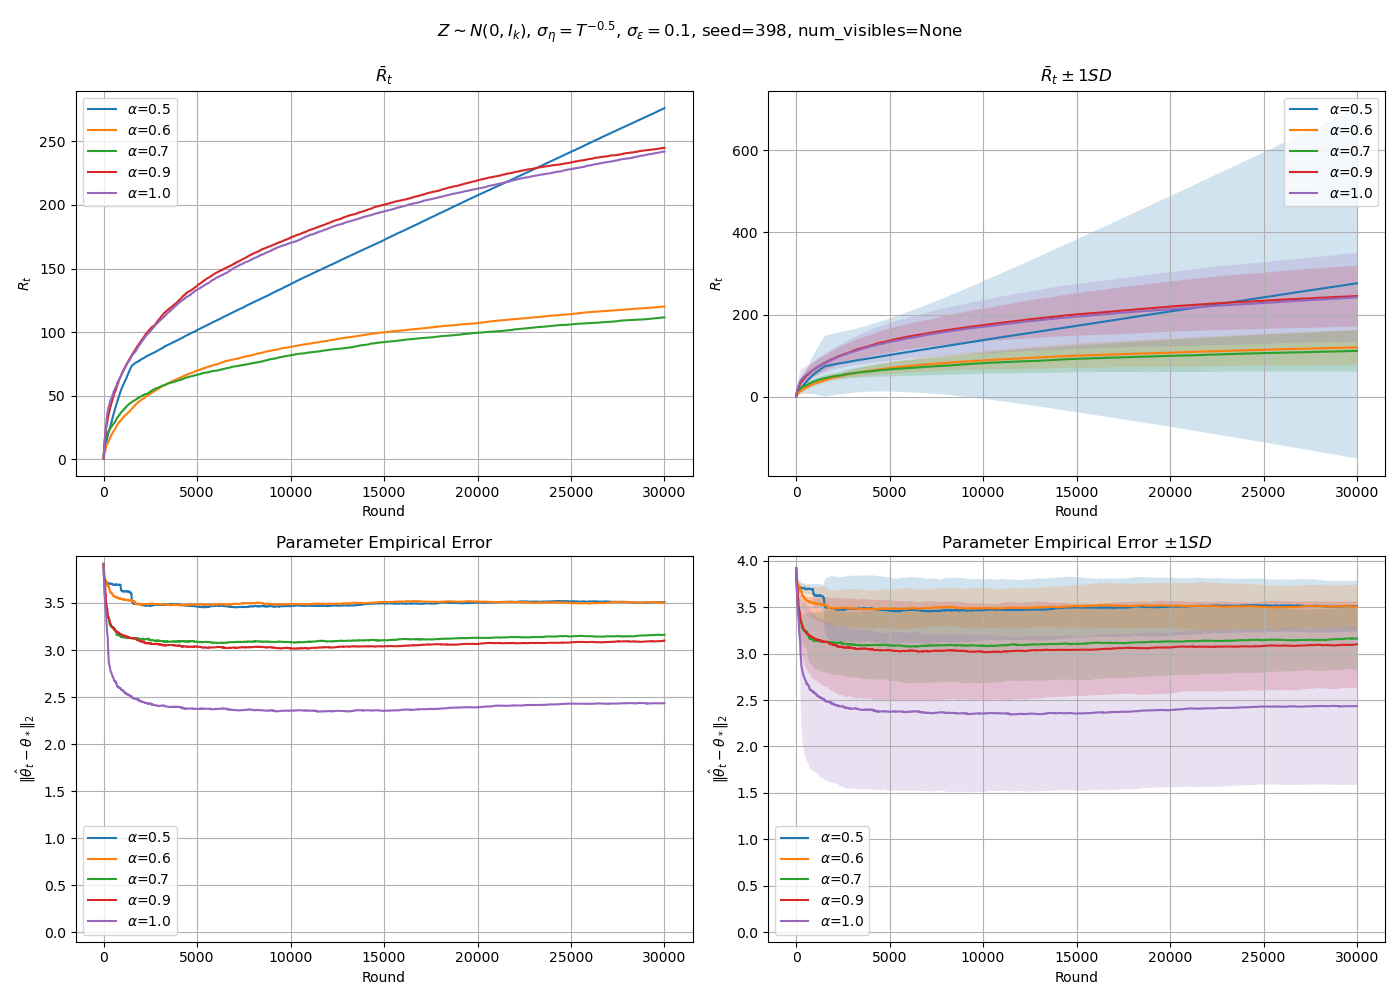 Z ∼ N(0, I_k), σ_η = T^{−0.5}, σ_ε = 0.1, seed=398, num_visibles=None
R̄_t
R_t
250
200
150
100
50
0
α=0.5
α=0.6
α=0.7
α=0.9
α=1.0
0 5000 10000 15000 20000 25000 30000
Round
R̄_t ± 1SD
R_t
600
400
200
0
α=0.5
α=0.6
α=0.7
α=0.9
α=1.0
0 5000 10000 15000 20000 25000 30000
Round
Parameter Empirical Error
‖θ̂_t − θ_*‖_2
3.5
3.0
2.5
2.0
1.5
1.0
0.5
0.0
α=0.5
α=0.6
α=0.7
α=0.9
α=1.0
0 5000 10000 15000 20000 25000 30000
Round
Parameter Empirical Error ±1SD
‖θ̂_t − θ_*‖_2
4.0
3.5
3.0
2.5
2.0
1.5
1.0
0.5
0.0
α=0.5
α=0.6
α=0.7
α=0.9
α=1.0
0 5000 10000 15000 20000 25000 30000
Round